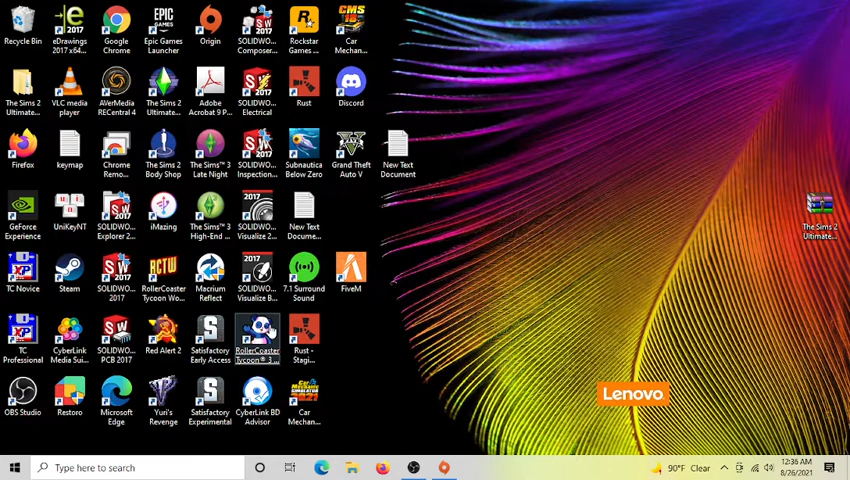 Recycle Bin
eDrawings
2017 x64...
Google
Chrome
Epic Games
Launcher
Origin
SOLIDWO...
Composer...
Rockstar
Games ...
Car
Mechan...
The Sims 2
Ultimate...
VLC media
player
AVerMedia
RECentral 4
The Sims 2
Ultimate...
Adobe
Acrobat 9 P...
SOLIDWO...
Electrical
Rust
Discord
Firefox
keymap
Chrome
Remo...
The Sims 2
Body Shop
The Sims™ 3
Late Night
SOLIDWO...
Inspection...
Subnautica
Below Zero
Grand Theft
Auto V
New Text
Document
GeForce
Experience
UniKeyNT
SOLIDWO...
Explorer 2...
iMazing
The Sims™ 3
High-End ...
SOLIDWO...
Visualize 2...
New Text
Docume...
The Sims 2
Ultimate...
TC Novice
Steam
SOLIDWO...
2017
RollerCoaster
Tycoon Wo...
Macrium
Reflect
SOLIDWO...
Visualize B...
7.1 Surround
Sound
FiveM
TC
Professional
CyberLink
Media Sui...
SOLIDWO...
PCB 2017
Red Alert 2
Satisfactory
Early Access
RollerCoaster
Tycoon® 3 ...
Rust -
Stagi...
OBS Studio
Restoro
Microsoft
Edge
Yuri's
Revenge
Satisfactory
Experimental
CyberLink BD
Advisor
Car
Mechan...
Lenovo
Type here to search
90°F Clear
12:36 AM
8/26/2021